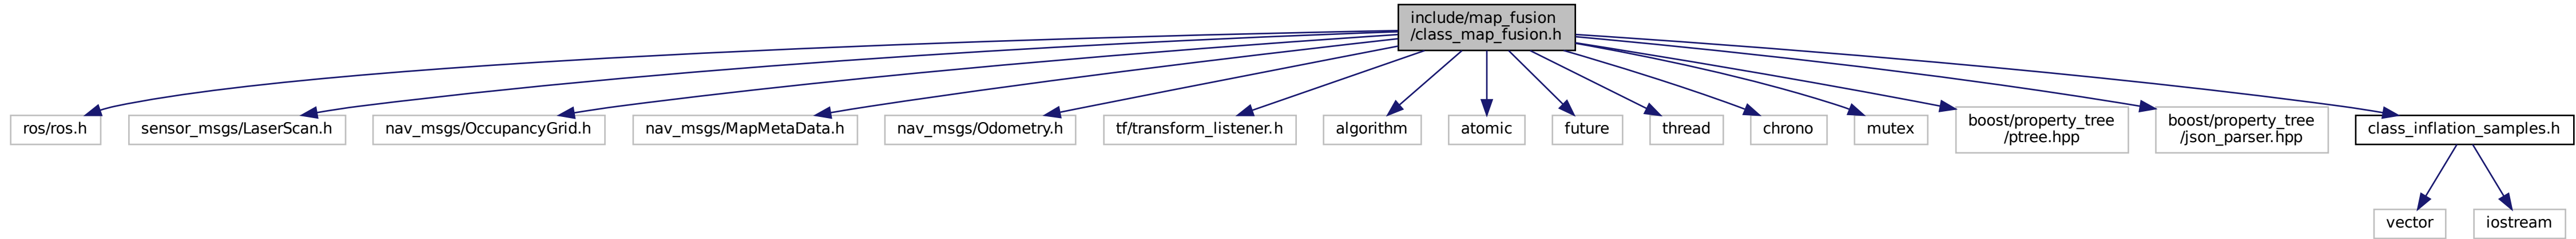 include/map_fusion
/class_map_fusion.h
ros/ros.h
sensor_msgs/LaserScan.h
nav_msgs/OccupancyGrid.h
nav_msgs/MapMetaData.h
nav_msgs/Odometry.h
tf/transform_listener.h
algorithm
atomic
future
thread
chrono
mutex
boost/property_tree
/ptree.hpp
boost/property_tree
/json_parser.hpp
class_inflation_samples.h
vector
iostream